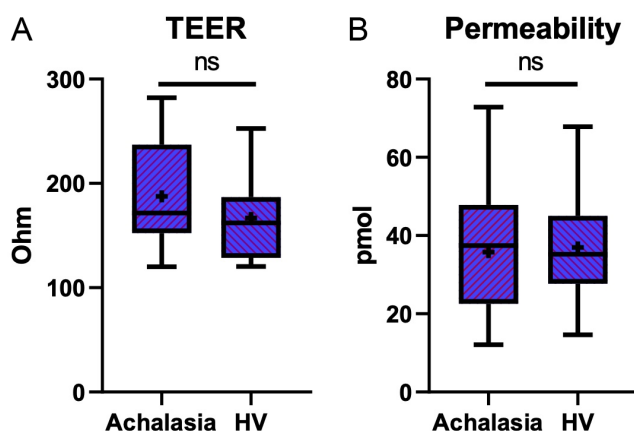 A
TEER
ns
300
200
100
0
Ohm
Achalasia
HV
B
Permeability
ns
80
60
40
20
0
pmol
Achalasia
HV